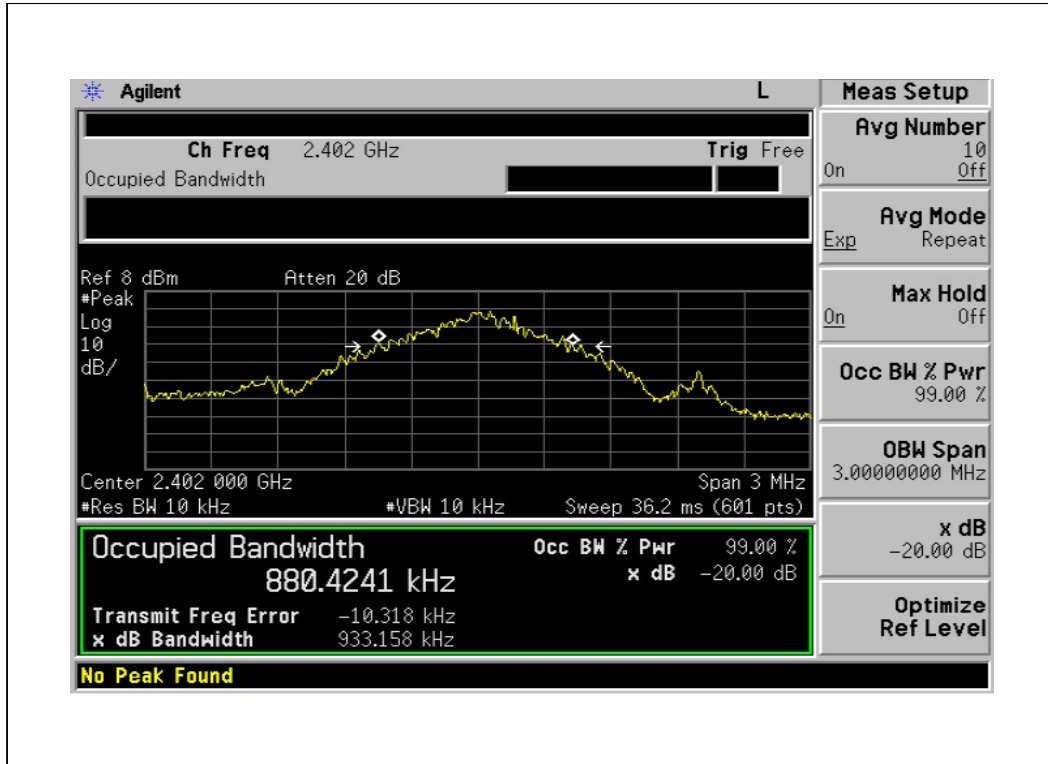 Agilent
L
Meas Setup
Ch Freq 2.402 GHz Trig Free
Occupied Bandwidth
Avg Number
10
On Off
Avg Mode
Exp Repeat
Max Hold
On Off
Occ BW % Pwr
99.00 %
OBW Span
3.00000000 MHz
x dB
-20.00 dB
Optimize
Ref Level
Ref 8 dBm Atten 20 dB
#Peak
Log
10
dB/
Center 2.402 000 GHz Span 3 MHz
#Res BW 10 kHz #VBW 10 kHz Sweep 36.2 ms (601 pts)
Occupied Bandwidth Occ BW % Pwr 99.00 %
880.4241 kHz x dB -20.00 dB
Transmit Freq Error -10.318 kHz
x dB Bandwidth 933.158 kHz
No Peak Found